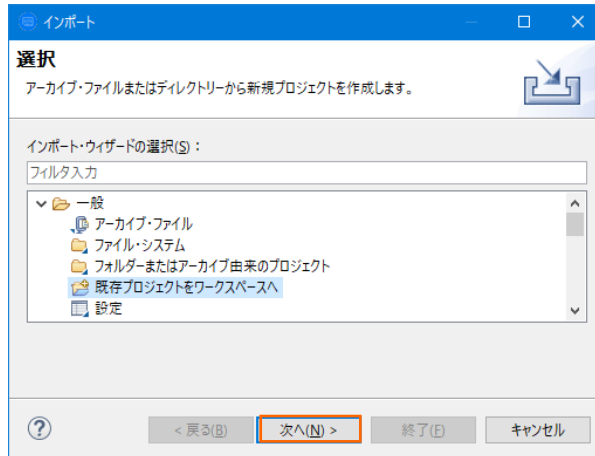 インポート
選択
アーカイブ・ファイルまたはディレクトリーから新規プロジェクトを作成します。
インポート・ウィザードの選択(S)：
フィルタ入力
一般
アーカイブ・ファイル
ファイル・システム
フォルダーまたはアーカイブ由来のプロジェクト
既存プロジェクトをワークスペースへ
設定
< 戻る(B) 次へ(N) > 終了(F) キャンセル